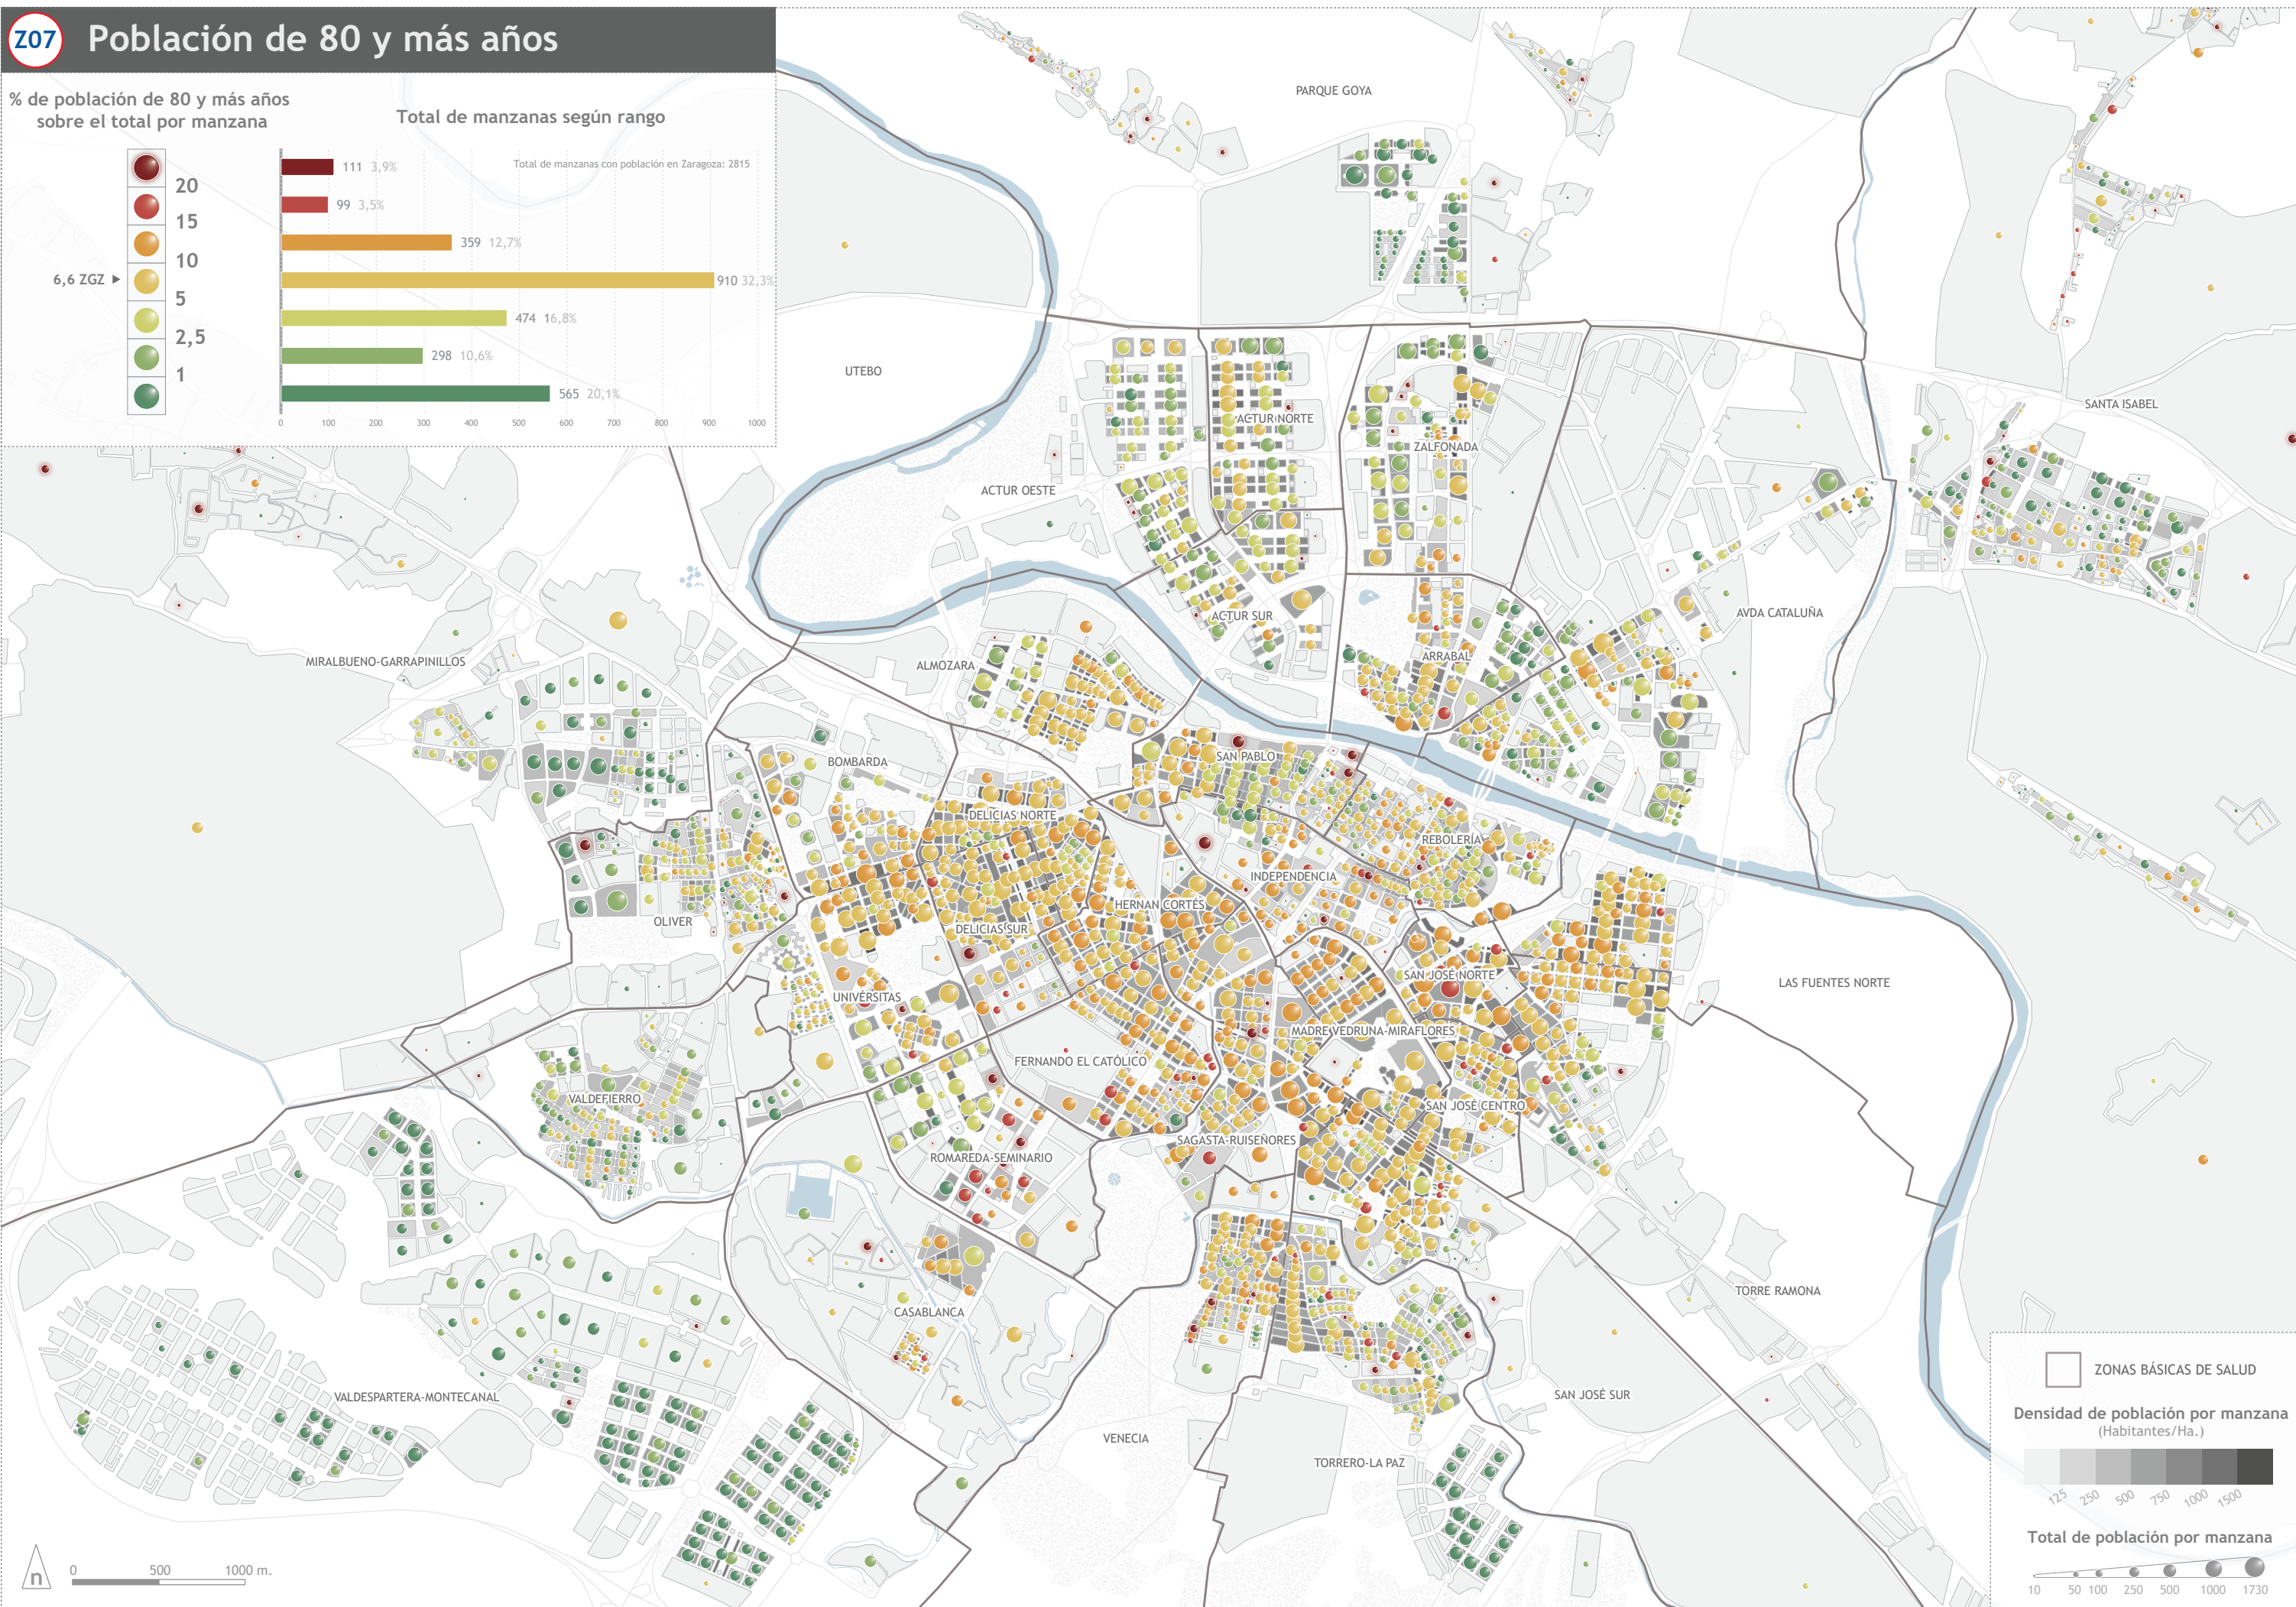 Z07 Población de 80 y más años
% de población de 80 y más años
sobre el total por manzana
Total de manzanas según rango
Total de manzanas con población en Zaragoza: 2815
20
15
10
5
2,5
1
6,6 ZGZ
111 3,9%
99 3,5%
359 12,7%
910 32,3%
474 16,8%
298 10,6%
565 20,1%
0 100 200 300 400 500 600 700 800 900 1000
PARQUE GOYA
UTEBO
ACTUR NORTE
SANTA ISABEL
ZALFONADA
ACTUR OESTE
ACTUR SUR
AVDA CATALUÑA
ARRABAL
MIRALBUENO-GARRAPINILLOS
ALMOZARA
SAN PABLO
BOMBARDA
DELICIAS NORTE
REBOLERÍA
INDEPENDENCIA
HERNAN CORTÉS
OLIVER
DELICIAS SUR
SAN JOSÉ NORTE
LAS FUENTES NORTE
UNIVÉRSITAS
MADRE VEDRUNA-MIRAFLORES
FERNANDO EL CATÓLICO
VALDEFIERRO
SAN JOSÉ CENTRO
SAGASTA-RUISEÑORES
ROMAREDA-SEMINARIO
TORRE RAMONA
CASABLANCA
SAN JOSÉ SUR
VALDESPARTERA-MONTECANAL
VENECIA
TORRERO-LA PAZ
ZONAS BÁSICAS DE SALUD
Densidad de población por manzana
(Habitantes/Ha.)
125 250 500 750 1000 1500
Total de población por manzana
10 50 100 250 500 1000 1730
n
0 500 1000 m.